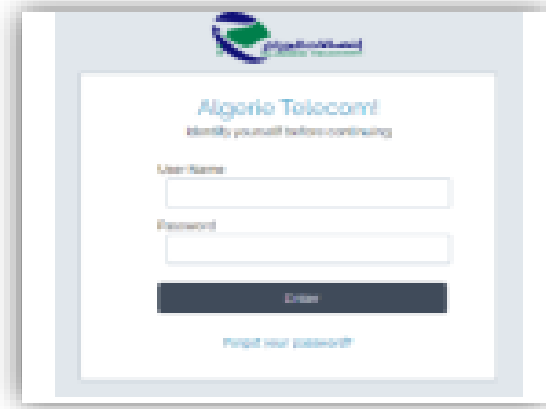 Algerie Telecom!
Identify yourself before continuing
User Name
Password
Enter
Forgot your password?